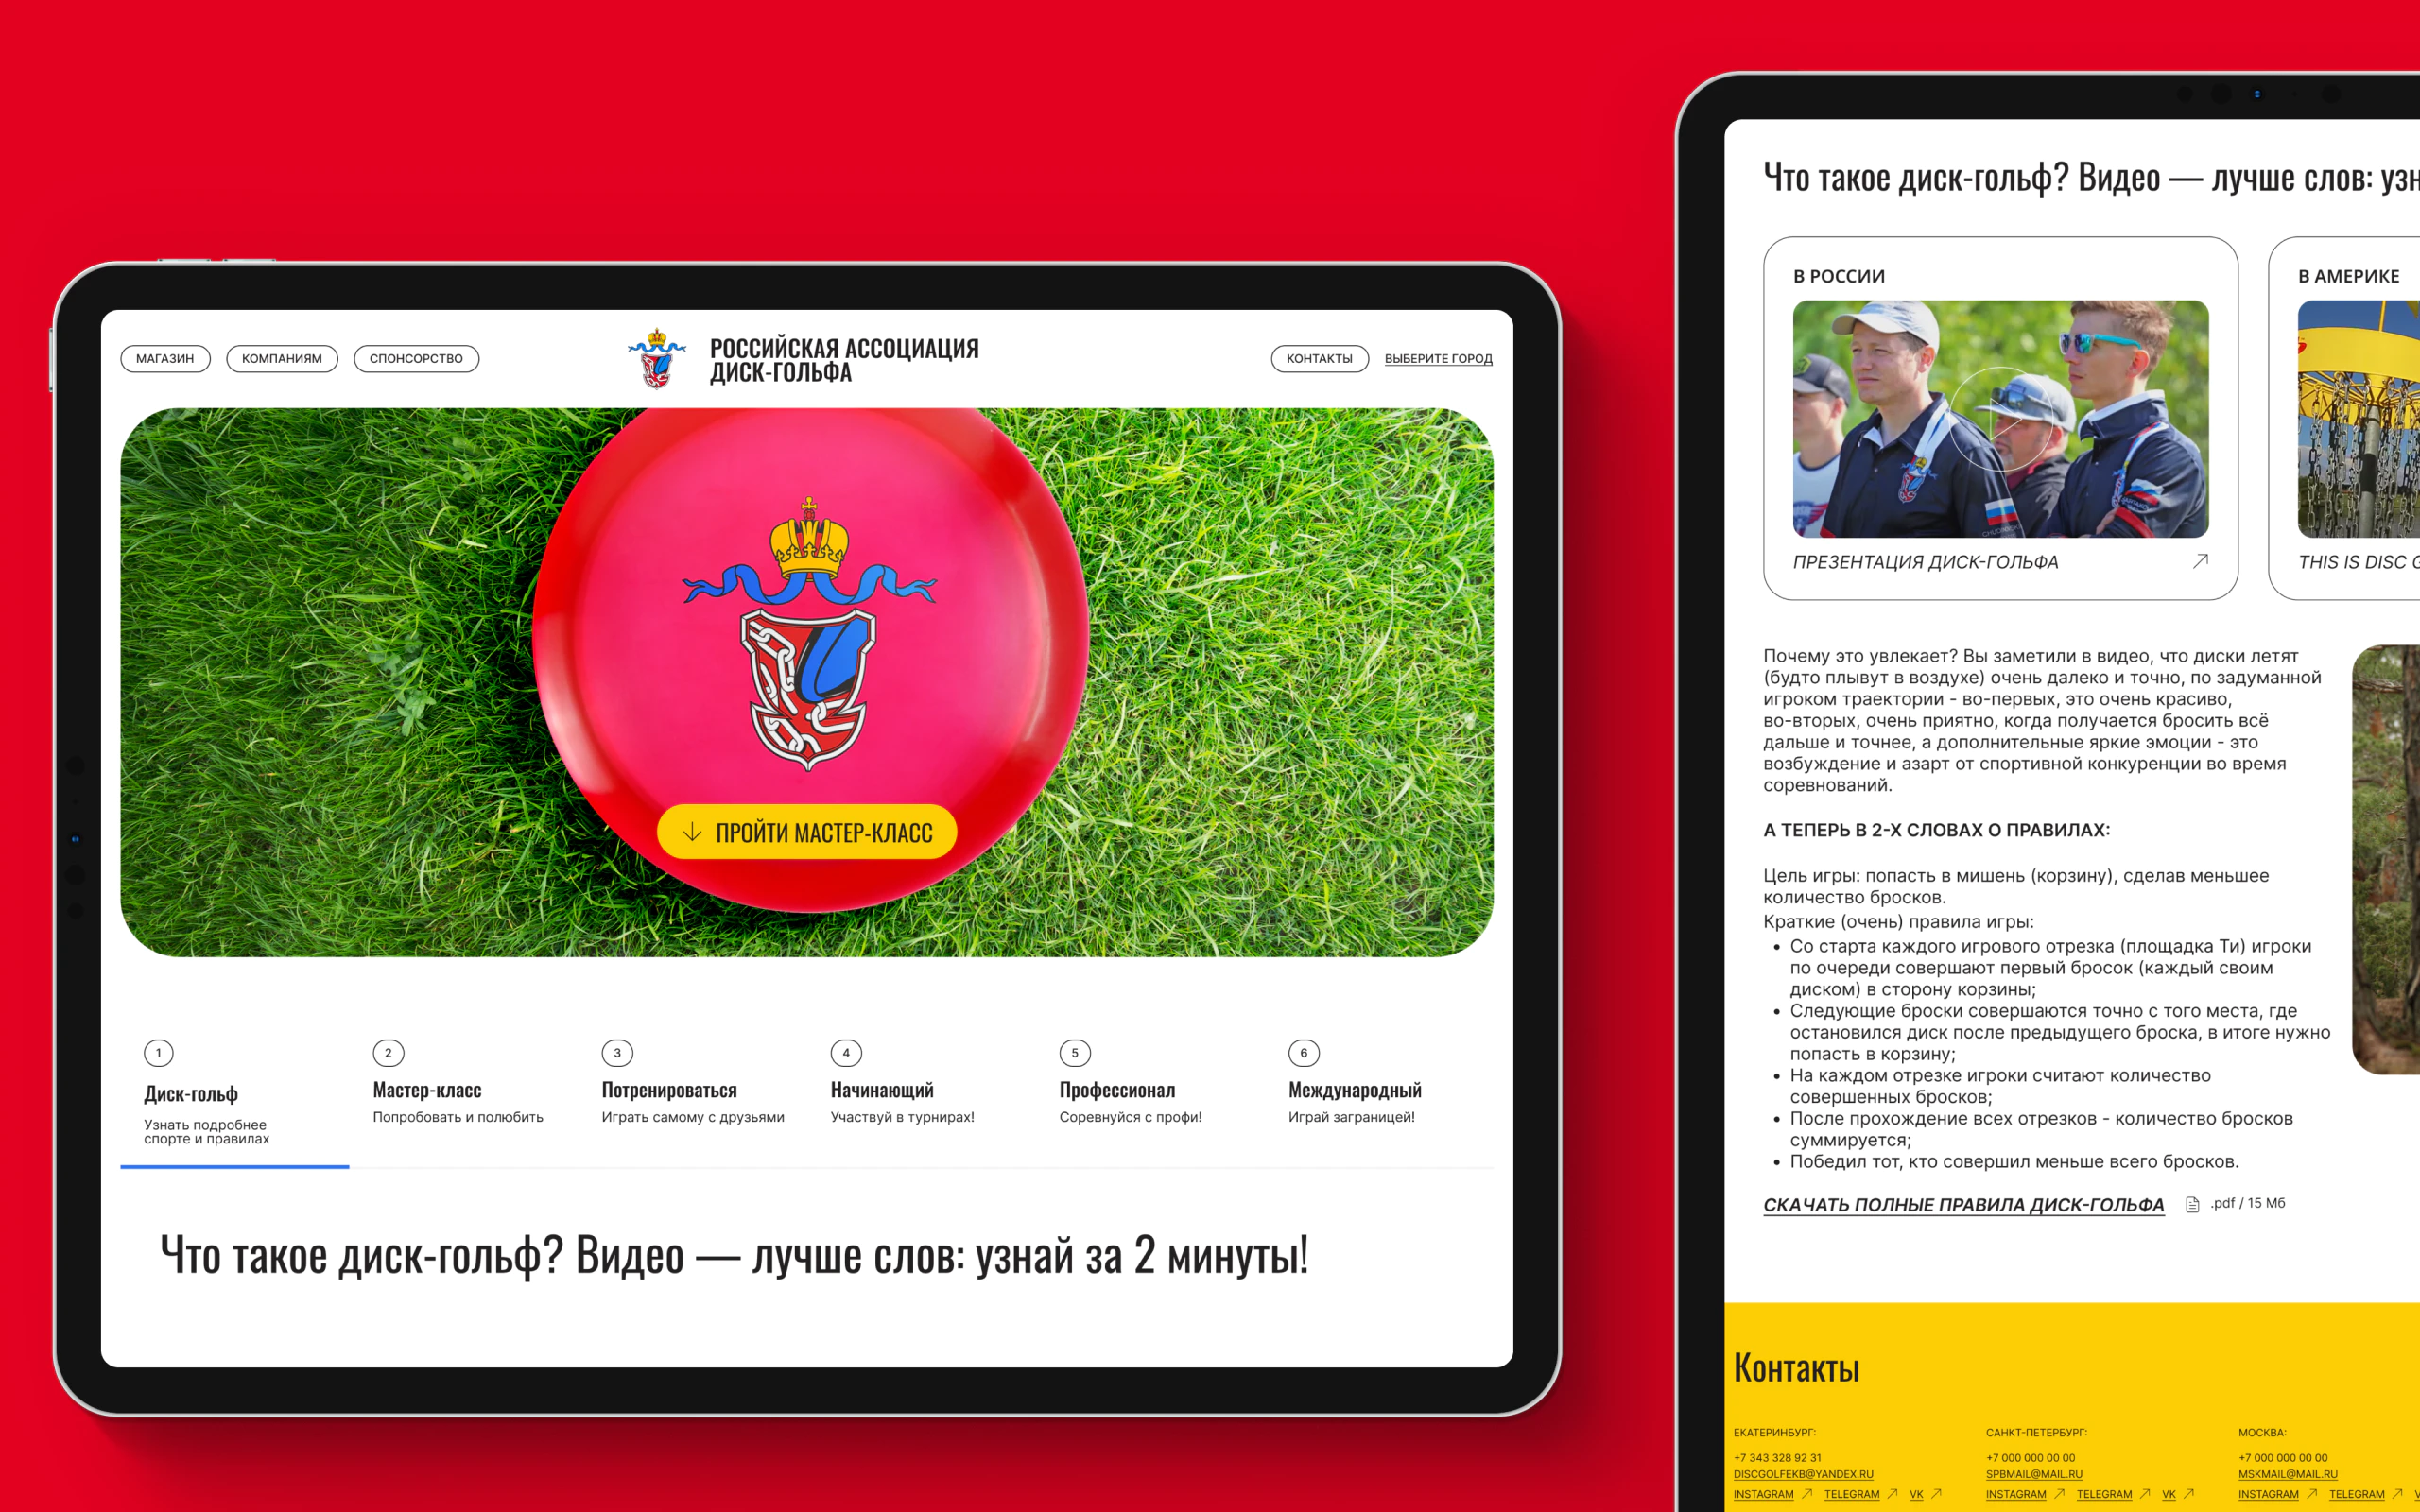 МАГАЗИН
КОМПАНИЯМ
СПОНСОРСТВО
РОССИЙСКАЯ АССОЦИАЦИЯ
ДИСК-ГОЛЬФА
КОНТАКТЫ
ВЫБЕРИТЕ ГОРОД
ПРОЙТИ МАСТЕР-КЛАСС
1
Диск-гольф
Узнать подробнее
спорте и правилах
2
Мастер-класс
Попробовать и полюбить
3
Потренироваться
Играть самому с друзьями
4
Начинающий
Участвуй в турнирах!
5
Профессионал
Соревнуйся с профи!
6
Международный
Играй заграницей!
Что такое диск-гольф? Видео — лучше слов: узнай за 2 минуты!
Что такое диск-гольф? Видео — лучше слов: узн
В РОССИИ
ПРЕЗЕНТАЦИЯ ДИСК-ГОЛЬФА
В АМЕРИКЕ
THIS IS DISC G
Почему это увлекает? Вы заметили в видео, что диски летят
(будто плывут в воздухе) очень далеко и точно, по задуманной
игроком траектории - во-первых, это очень красиво,
во-вторых, очень приятно, когда получается бросить всё
дальше и точнее, а дополнительные яркие эмоции - это
возбуждение и азарт от спортивной конкуренции во время
соревнований.
А ТЕПЕРЬ В 2-Х СЛОВАХ О ПРАВИЛАХ:
Цель игры: попасть в мишень (корзину), сделав меньшее
количество бросков.
Краткие (очень) правила игры:
• Со старта каждого игрового отрезка (площадка Ти) игроки
по очереди совершают первый бросок (каждый своим
диском) в сторону корзины;
• Следующие броски совершаются точно с того места, где
остановился диск после предыдущего броска, в итоге нужно
попасть в корзину;
• На каждом отрезке игроки считают количество
совершенных бросков;
• После прохождение всех отрезков - количество бросков
суммируется;
• Победил тот, кто совершил меньше всего бросков.
СКАЧАТЬ ПОЛНЫЕ ПРАВИЛА ДИСК-ГОЛЬФА .pdf / 15 Мб
Контакты
ЕКАТЕРИНБУРГ:
+7 343 328 92 31
DISCGOLFEKB@YANDEX.RU
INSTAGRAM TELEGRAM VK
САНКТ-ПЕТЕРБУРГ:
+7 000 000 00 00
SPBMAIL@MAIL.RU
INSTAGRAM TELEGRAM VK
МОСКВА:
+7 000 000 00 00
MSKMAIL@MAIL.RU
INSTAGRAM TELEGRAM